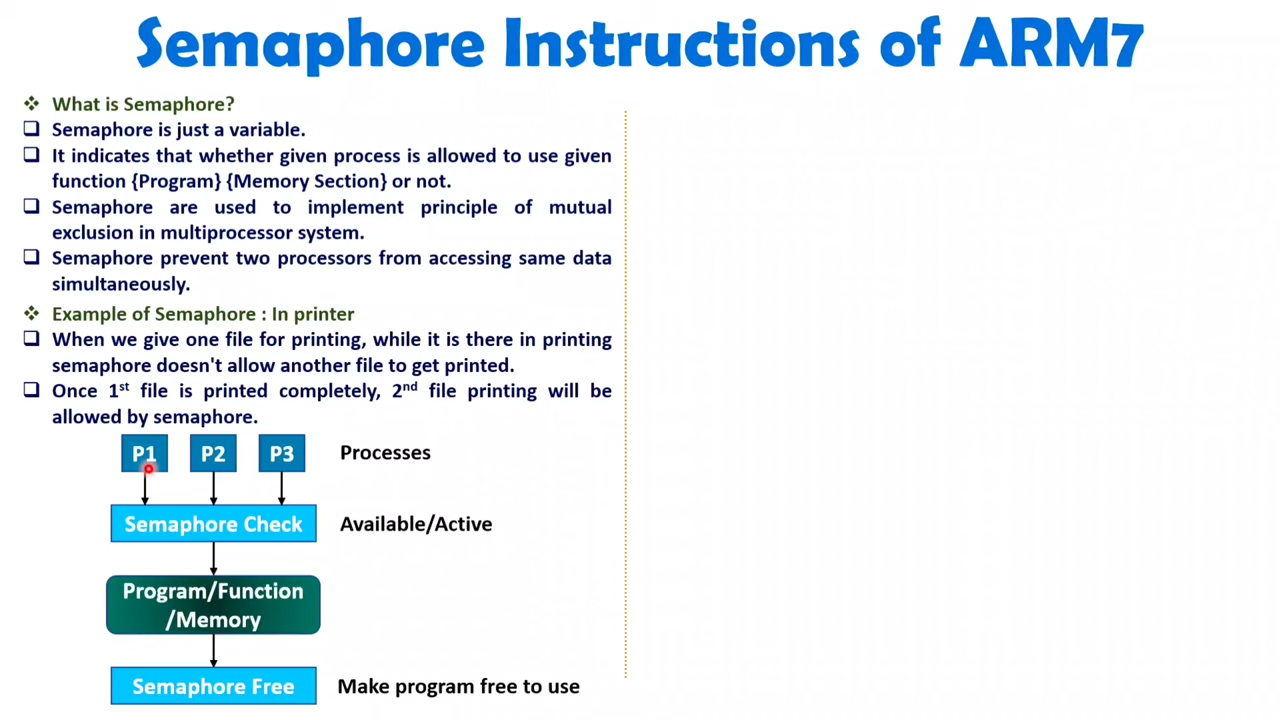 Semaphore Instructions of ARM7
❖ What is Semaphore?
❑ Semaphore is just a variable.
❑ It indicates that whether given process is allowed to use given
function {Program} {Memory Section} or not.
❑ Semaphore are used to implement principle of mutual
exclusion in multiprocessor system.
❑ Semaphore prevent two processors from accessing same data
simultaneously.
❖ Example of Semaphore : In printer
❑ When we give one file for printing, while it is there in printing
semaphore doesn't allow another file to get printed.
❑ Once 1st file is printed completely, 2nd file printing will be
allowed by semaphore.
P1 P2 P3 Processes
Semaphore Check Available/Active
Program/Function
/Memory
Semaphore Free Make program free to use